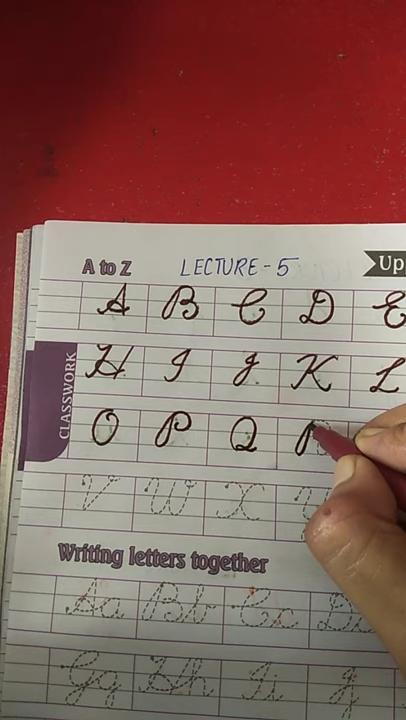 A to Z LECTURE - 5 Up
A B C D E
CLASSWORK
H I J K L
O P Q
V W X
Writing letters together
Aa Bb Cc Dd
Gg Hh Ii Jj